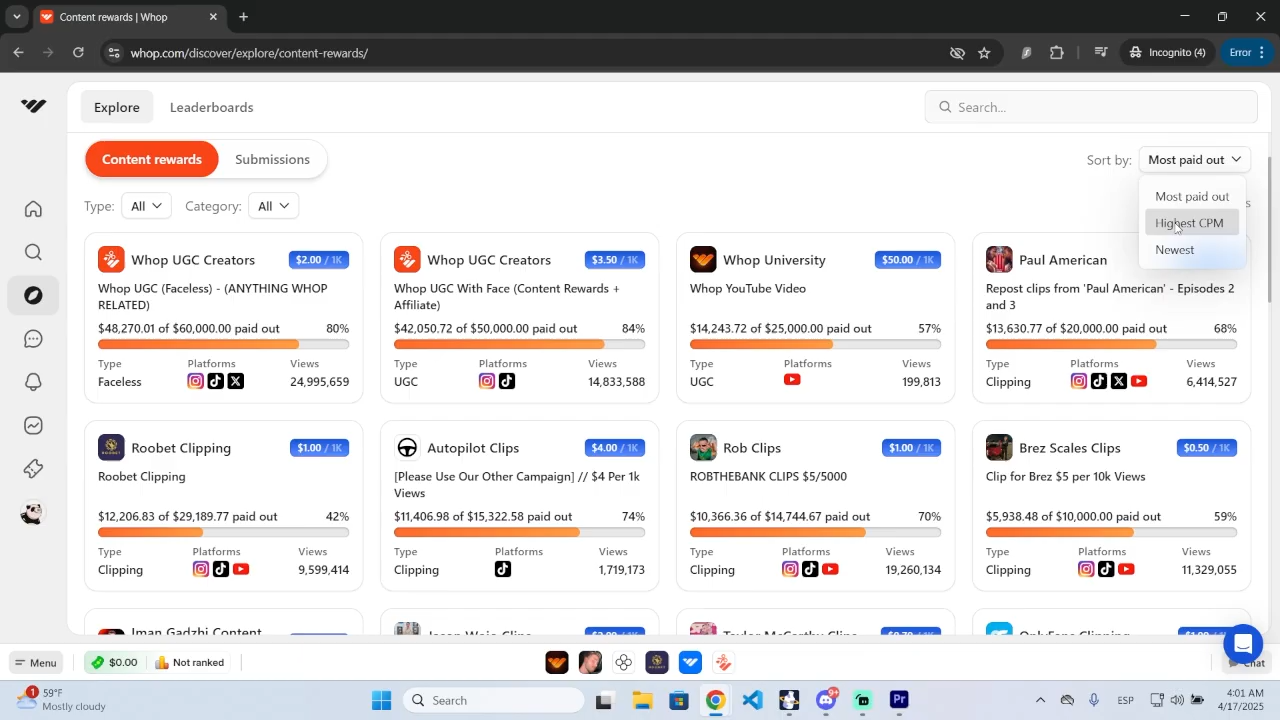 Content rewards | Whop
whop.com/discover/explore/content-rewards/
Incognito (4)
Error
Explore
Leaderboards
Search...
Content rewards
Submissions
Sort by:
Most paid out
Type:
All
Category:
All
Most paid out
Highest CPM
Newest
Whop UGC Creators
$2.00 / 1K
Whop UGC (Faceless) - (ANYTHING WHOP
RELATED)
$48,270.01 of $60,000.00 paid out
80%
Type
Platforms
Views
Faceless
24,995,659
Whop UGC Creators
$3.50 / 1K
Whop UGC With Face (Content Rewards +
Affiliate)
$42,050.72 of $50,000.00 paid out
84%
Type
Platforms
Views
UGC
14,833,588
Whop University
$50.00 / 1K
Whop YouTube Video
$14,243.72 of $25,000.00 paid out
57%
Type
Platforms
Views
UGC
199,813
Paul American
Repost clips from 'Paul American' - Episodes 2
and 3
$13,630.77 of $20,000.00 paid out
68%
Type
Platforms
Views
Clipping
6,414,527
Roobet Clipping
$1.00 / 1K
Roobet Clipping
$12,206.83 of $29,189.77 paid out
42%
Type
Platforms
Views
Clipping
9,599,414
Autopilot Clips
$4.00 / 1K
[Please Use Our Other Campaign] // $4 Per 1k
Views
$11,406.98 of $15,322.58 paid out
74%
Type
Platforms
Views
Clipping
1,719,173
Rob Clips
$1.00 / 1K
ROBTHEBANK CLIPS $5/5000
$10,366.36 of $14,744.67 paid out
70%
Type
Platforms
Views
Clipping
19,260,134
Brez Scales Clips
$0.50 / 1K
Clip for Brez $5 per 10k Views
$5,938.48 of $10,000.00 paid out
59%
Type
Platforms
Views
Clipping
11,329,055
Iman Gadzhi Content
Menu
$0.00
Not ranked
Chat
1
59°F
Mostly cloudy
Search
9+
Pr
ESP
4:01 AM
4/17/2025